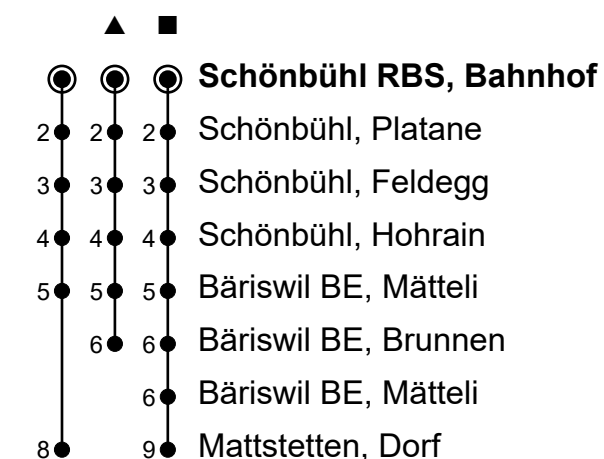 ▲ ■
Schönbühl RBS, Bahnhof
2 2 2 Schönbühl, Platane
3 3 3 Schönbühl, Feldegg
4 4 4 Schönbühl, Hohrain
5 5 5 Bäriswil BE, Mätteli
6 6 Bäriswil BE, Brunnen
6 Bäriswil BE, Mätteli
8 9 Mattstetten, Dorf